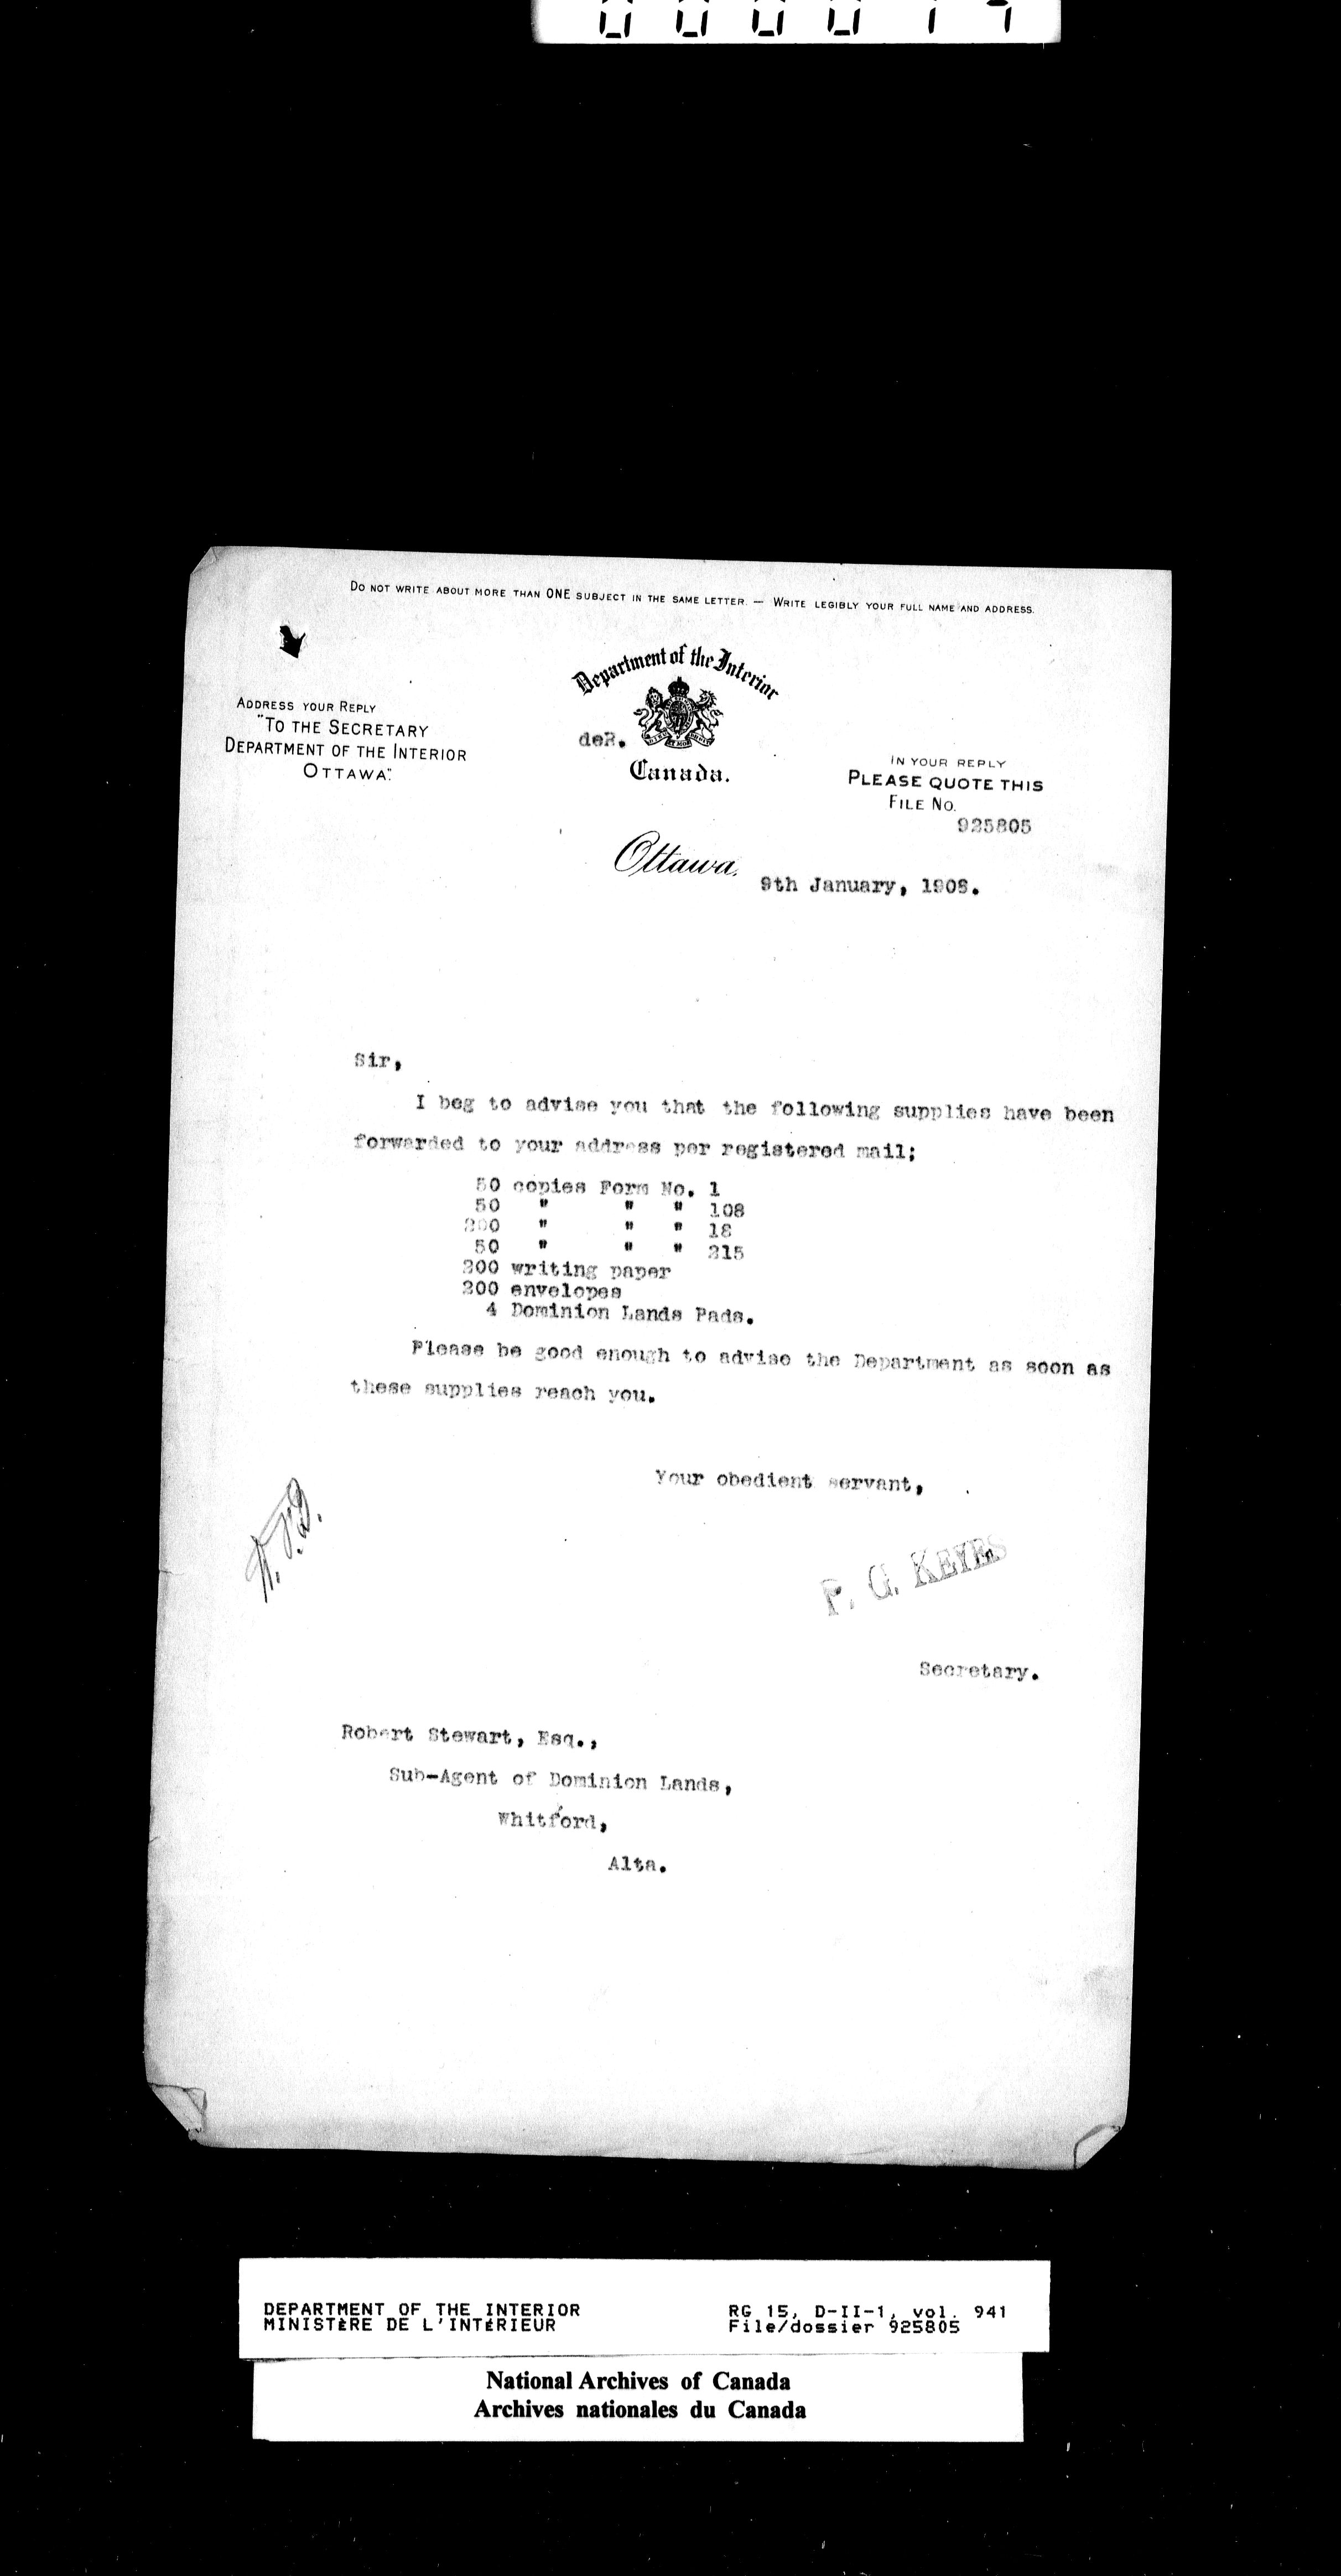 DO NOT WRITE ABOUT MORE THAN ONE SUBJECT IN THE SAME LETTER. — WRITE LEGIBLY YOUR FULL NAME AND ADDRESS.
Department of the Interior
ADDRESS YOUR REPLY
"TO THE SECRETARY
DEPARTMENT OF THE INTERIOR
OTTAWA".
deR.
Canada.
IN YOUR REPLY
PLEASE QUOTE THIS
FILE NO.
925805
Ottawa,
9th January, 1908.
Sir,
I beg to advise you that the following supplies have been
forwarded to your address per registered mail;
50 copies Form No. 1
50 " " " 108
200 " " " 18
50 " " " 215
200 writing paper
200 envelopes
4 Dominion Lands Pads.
Please be good enough to advise the Department as soon as
these supplies reach you.
Your obedient servant,
P. G. KEYES
Secretary.
Robert Stewart, Esq.,
Sub-Agent of Dominion Lands,
Whitford,
Alta.
DEPARTMENT OF THE INTERIOR
MINISTÈRE DE L'INTÉRIEUR
RG 15, D-II-1, vol. 941
File/dossier 925805
National Archives of Canada
Archives nationales du Canada